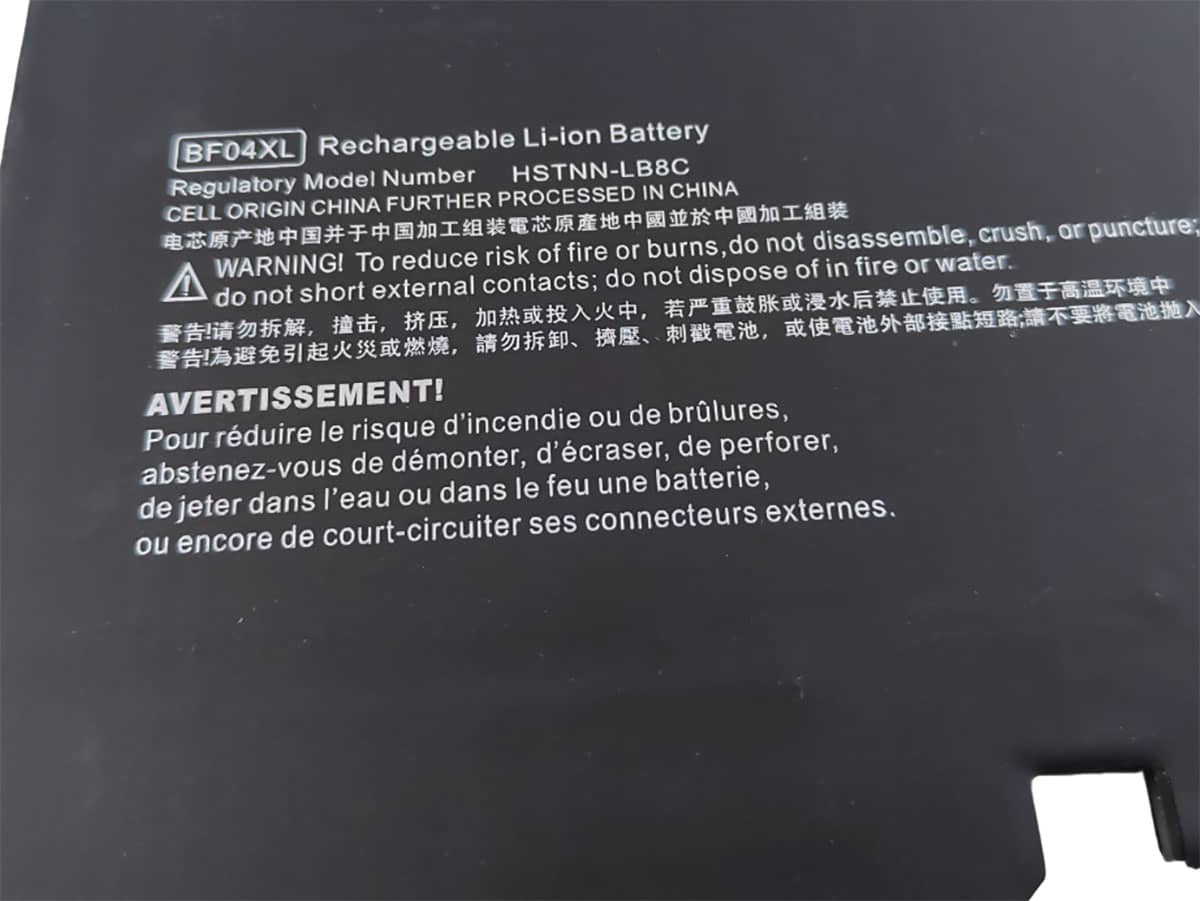 BF04XL Rechargeable Li-ion Battery
Regulatory Model Number HSTNN-LB8C
CELL ORIGIN CHINA FURTHER PROCESSED IN CHINA
电芯原产地中国并于中国加工组装電芯原產地中國並於中國加工組装
WARNING! To reduce risk of fire or burns,do not disassemble, crush, or puncture;
do not short external contacts; do not dispose of in fire or water.
警告!请勿拆解，撞击，挤压，加热或投入火中，若严重鼓胀或浸水后禁止使用。勿置于高温环境中
警告!為避免引起火災或燃燒，請勿拆卸、擠壓、刺戳電池，或使電池外部接點短路;請不要將電池拋入
AVERTISSEMENT!
Pour réduire le risque d'incendie ou de brûlures,
abstenez-vous de démonter, d'écraser, de perforer,
de jeter dans l'eau ou dans le feu une batterie,
ou encore de court-circuiter ses connecteurs externes.